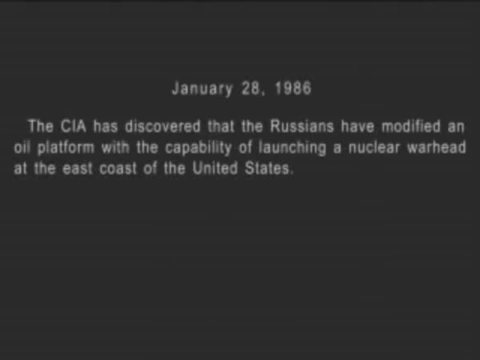 January 28, 1986
The CIA has discovered that the Russians have modified an
oil platform with the capability of launching a nuclear warhead
at the east coast of the United States.